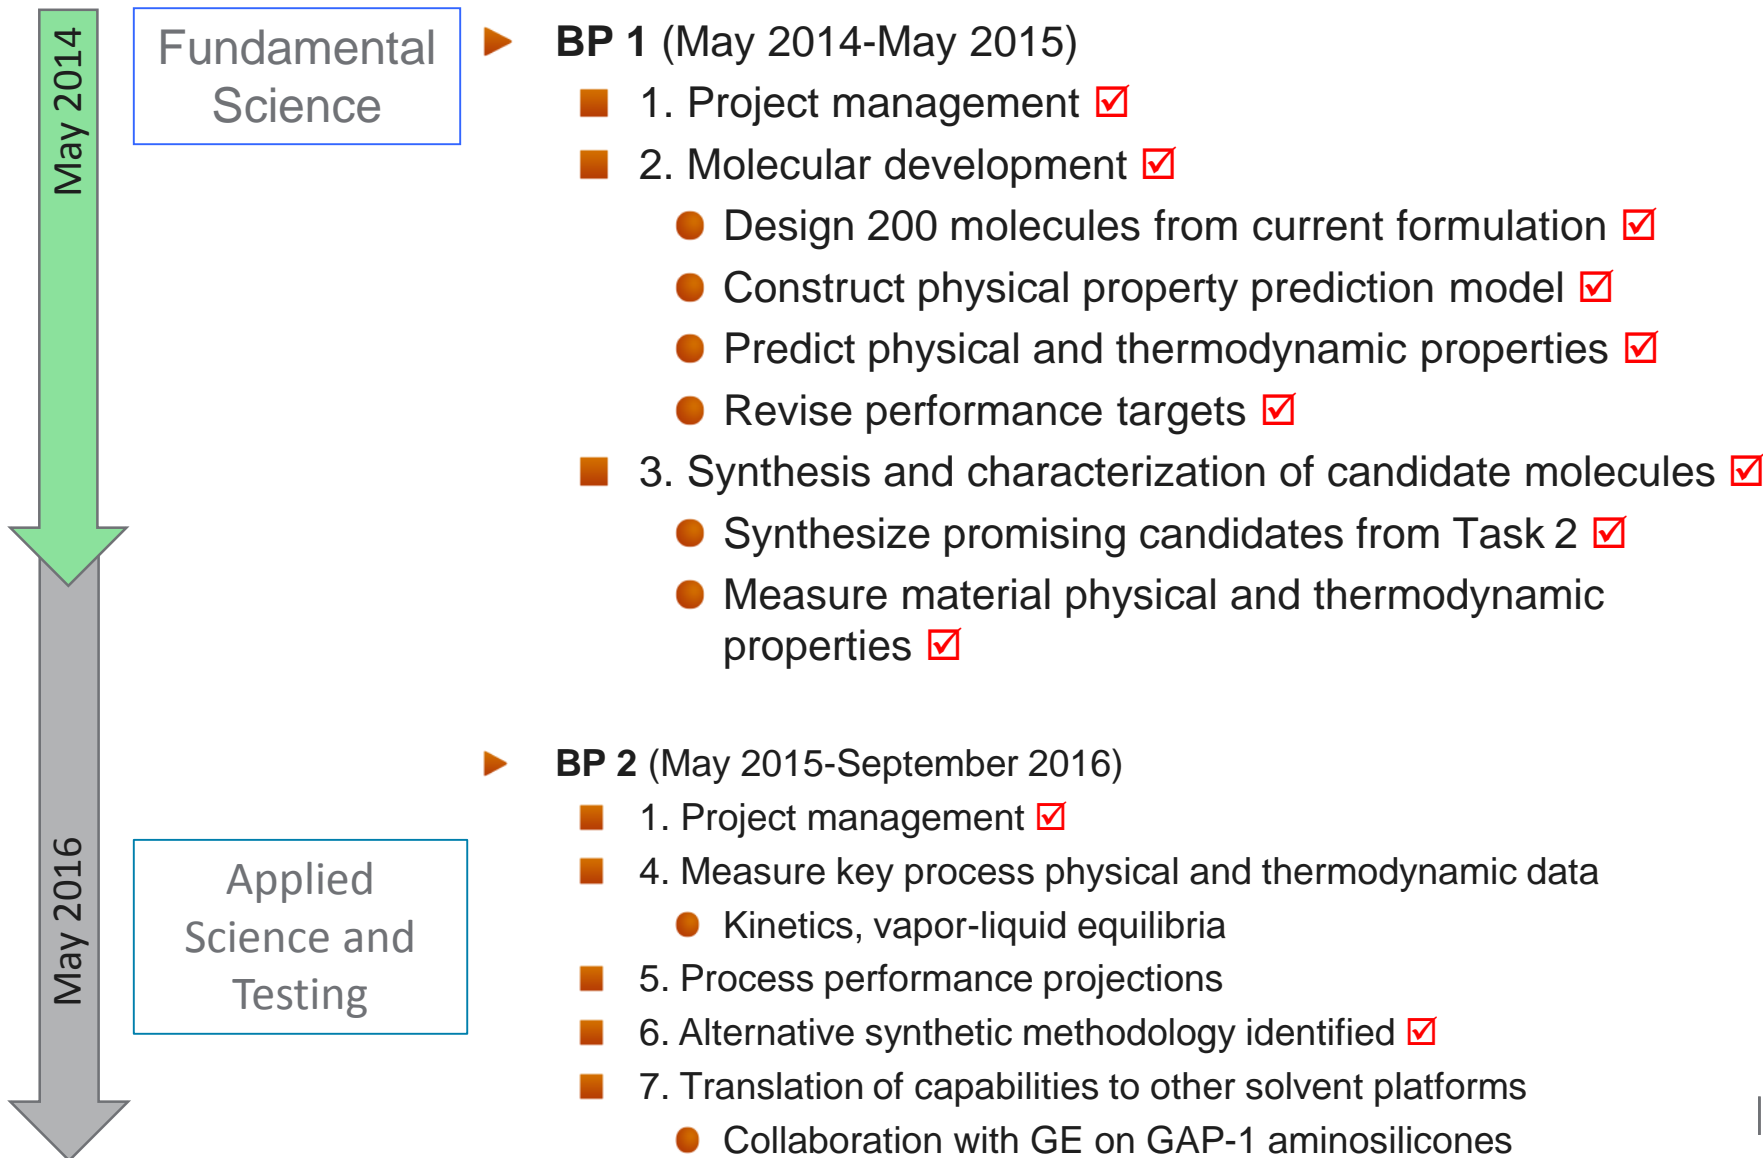 May 2014
Fundamental
Science
BP 1 (May 2014-May 2015)
1. Project management ☑
2. Molecular development ☑
Design 200 molecules from current formulation ☑
Construct physical property prediction model ☑
Predict physical and thermodynamic properties ☑
Revise performance targets ☑
3. Synthesis and characterization of candidate molecules ☑
Synthesize promising candidates from Task 2 ☑
Measure material physical and thermodynamic
properties ☑
May 2016
Applied
Science and
Testing
BP 2 (May 2015-September 2016)
1. Project management ☑
4. Measure key process physical and thermodynamic data
Kinetics, vapor-liquid equilibria
5. Process performance projections
6. Alternative synthetic methodology identified ☑
7. Translation of capabilities to other solvent platforms
Collaboration with GE on GAP-1 aminosilicones